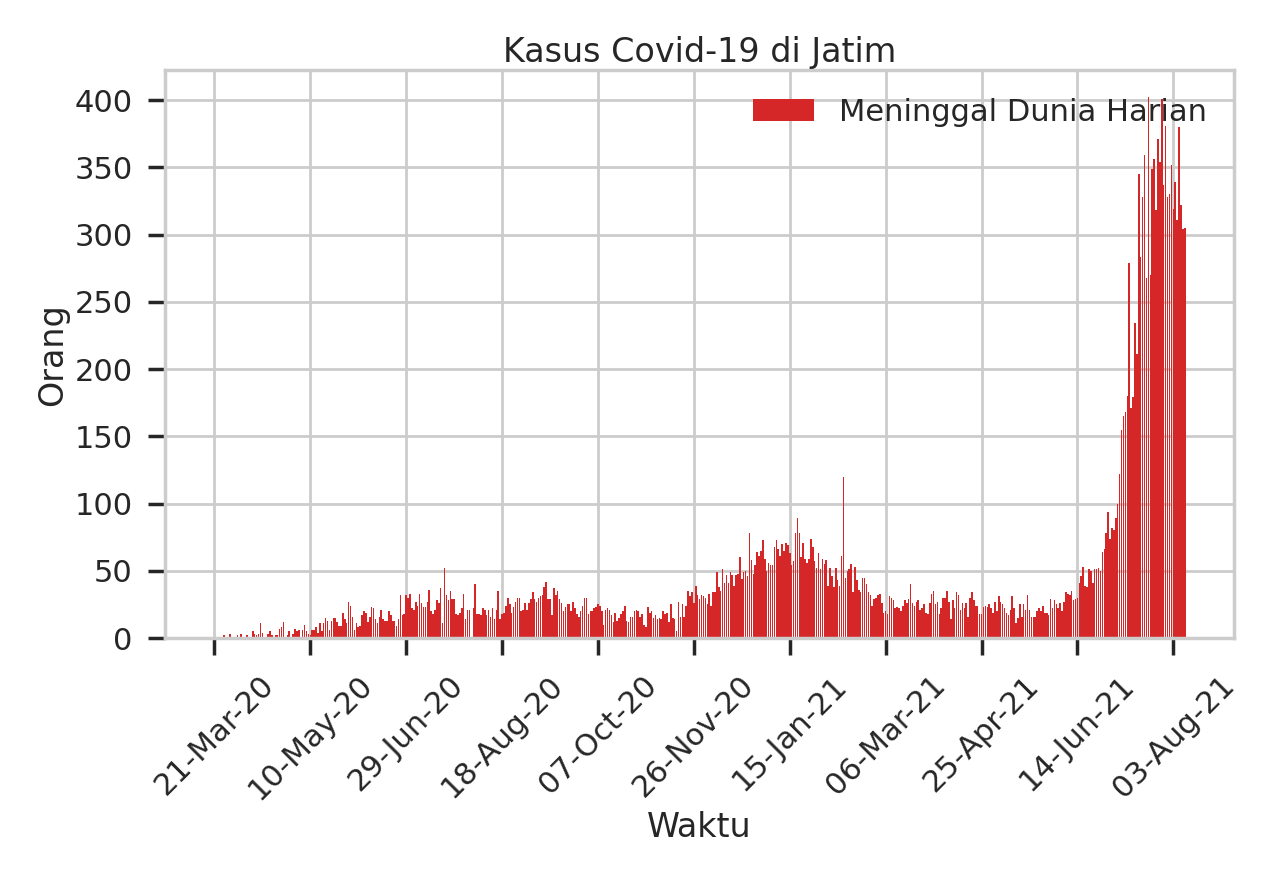 Kasus Covid-19 di Jatim
Meninggal Dunia Harian
400
350
300
250
200
150
100
50
0
Orang
21-Mar-20
10-May-20
29-Jun-20
18-Aug-20
07-Oct-20
26-Nov-20
15-Jan-21
06-Mar-21
25-Apr-21
14-Jun-21
03-Aug-21
Waktu